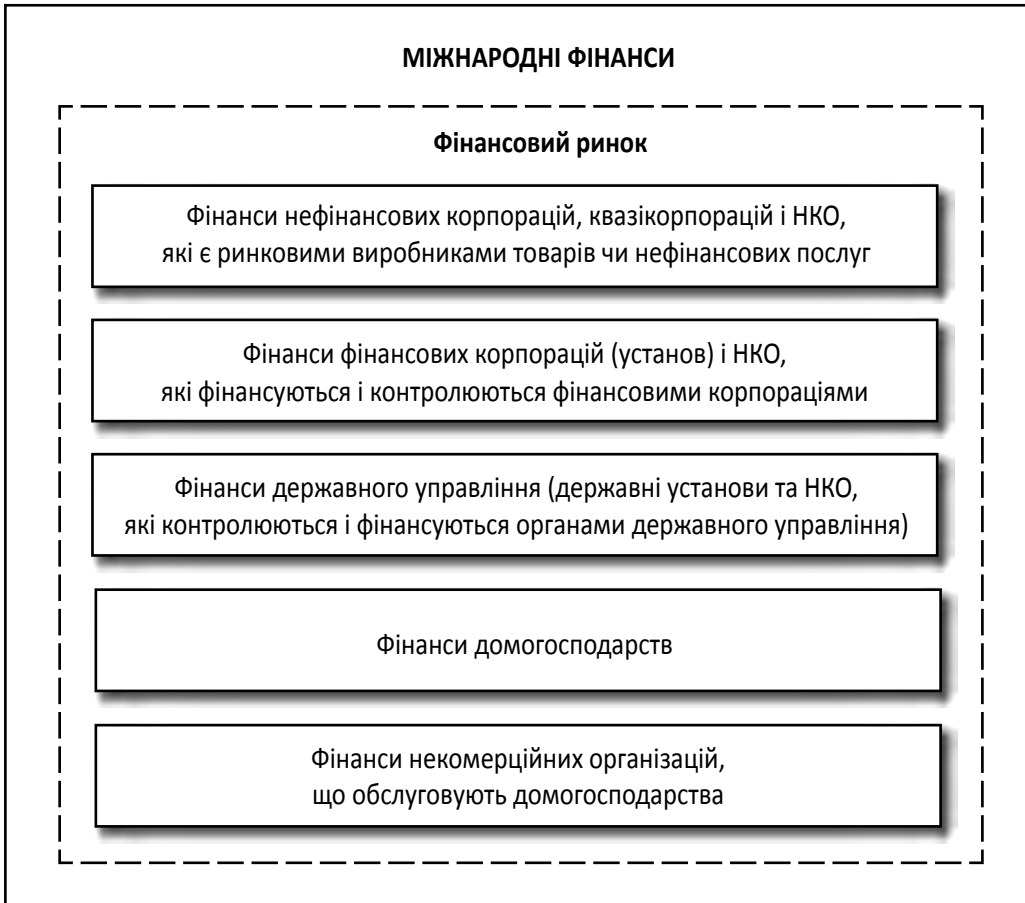 МІЖНАРОДНІ ФІНАНСИ
Фінансовий ринок
Фінанси нефінансових корпорацій, квазікорпорацій і НКО,
які є ринковими виробниками товарів чи нефінансових послуг
Фінанси фінансових корпорацій (установ) і НКО,
які фінансуються і контролюються фінансовими корпораціями
Фінанси державного управління (державні установи та НКО,
які контролюються і фінансуються органами державного управління)
Фінанси домогосподарств
Фінанси некомерційних організацій,
що обслуговують домогосподарства